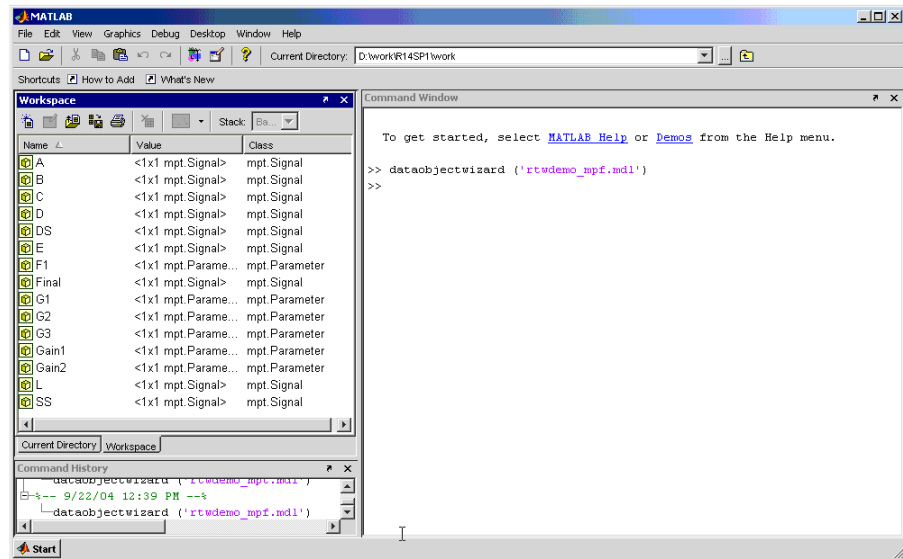 MATLAB
File Edit View Graphics Debug Desktop Window Help
Current Directory: D:\work\R14SP1\work
Shortcuts How to Add What's New
Workspace
Stack: Ba...
Name Value Class
A <1x1 mpt.Signal> mpt.Signal
B <1x1 mpt.Signal> mpt.Signal
C <1x1 mpt.Signal> mpt.Signal
D <1x1 mpt.Signal> mpt.Signal
DS <1x1 mpt.Signal> mpt.Signal
E <1x1 mpt.Signal> mpt.Signal
F1 <1x1 mpt.Parame... mpt.Parameter
Final <1x1 mpt.Signal> mpt.Signal
G1 <1x1 mpt.Parame... mpt.Parameter
G2 <1x1 mpt.Parame... mpt.Parameter
G3 <1x1 mpt.Parame... mpt.Parameter
Gain1 <1x1 mpt.Parame... mpt.Parameter
Gain2 <1x1 mpt.Parame... mpt.Parameter
L <1x1 mpt.Signal> mpt.Signal
SS <1x1 mpt.Signal> mpt.Signal
Current Directory Workspace
Command History
dataobjectwizard ('rtwdemo_mpt.mdl')
%-- 9/22/04 12:39 PM --%
dataobjectwizard ('rtwdemo_mpf.mdl')
Command Window
To get started, select MATLAB Help or Demos from the Help menu.
>> dataobjectwizard ('rtwdemo_mpf.mdl')
>>
Start